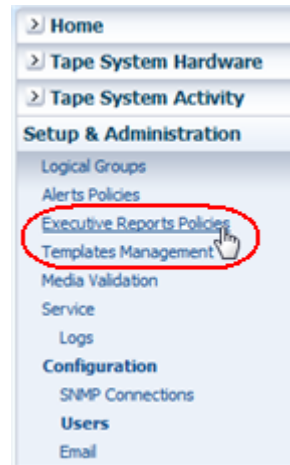 Home
Tape System Hardware
Tape System Activity
Setup & Administration
Logical Groups
Alerts Policies
Executive Reports Policies
Templates Management
Media Validation
Service
Logs
Configuration
SNMP Connections
Users
Email